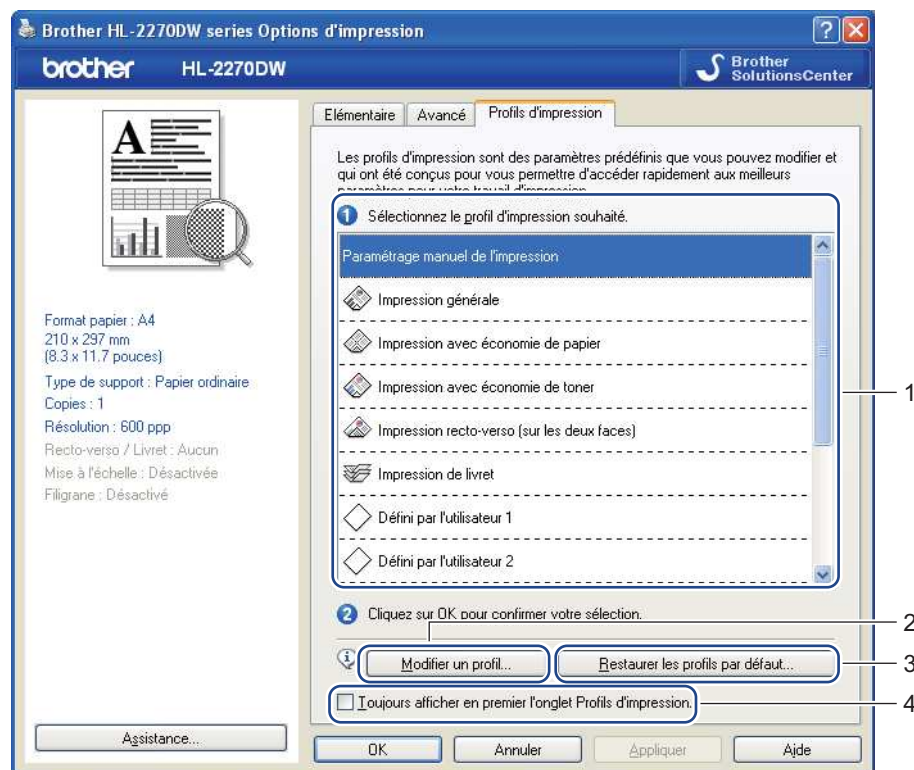 Brother HL-2270DW series Options d'impression
brother HL-2270DW
Brother
SolutionsCenter
A
Format papier : A4
210 x 297 mm
(8.3 x 11.7 pouces)
Type de support : Papier ordinaire
Copies : 1
Résolution : 600 ppp
Recto-verso / Livret : Aucun
Mise à l'échelle : Désactivée
Filigrane : Désactivé
Assistance...
Elémentaire Avancé Profils d'impression
Les profils d'impression sont des paramètres prédéfinis que vous pouvez modifier et
qui ont été conçus pour vous permettre d'accéder rapidement aux meilleurs
paramètres pour votre travail d'impression.
1 Sélectionnez le profil d'impression souhaité.
Paramétrage manuel de l'impression
Impression générale
Impression avec économie de papier
Impression avec économie de toner
Impression recto-verso (sur les deux faces)
Impression de livret
Défini par l'utilisateur 1
Défini par l'utilisateur 2
1
2 Cliquez sur OK pour confirmer votre sélection.
2
Modifier un profil... Restaurer les profils par défaut...
3
Toujours afficher en premier l'onglet Profils d'impression.
4
OK Annuler Appliquer Aide